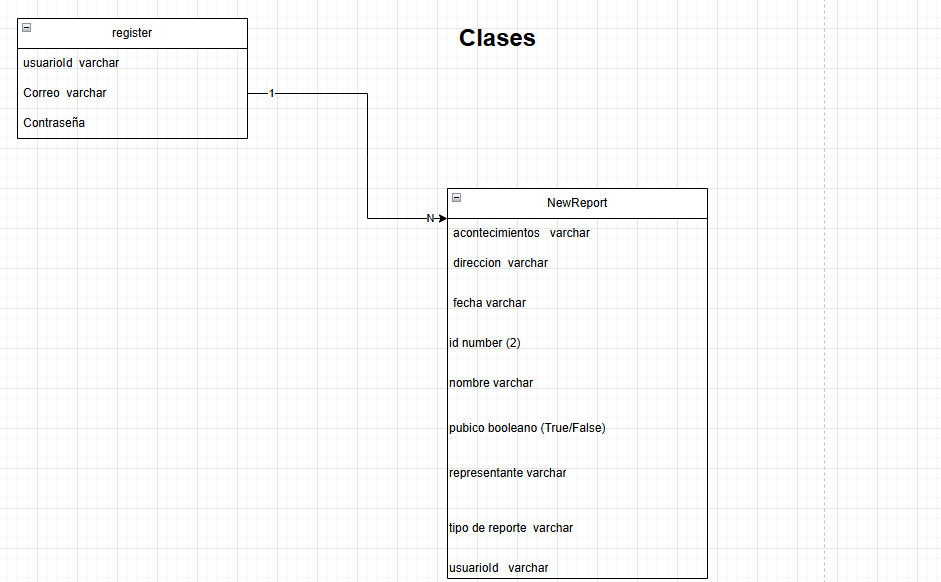 Clases
register
usuarioId varchar
Correo varchar
Contraseña
1
N
NewReport
acontecimientos varchar
direccion varchar
fecha varchar
id number (2)
nombre varchar
pubico booleano (True/False)
representante varchar
tipo de reporte varchar
usuarioId varchar